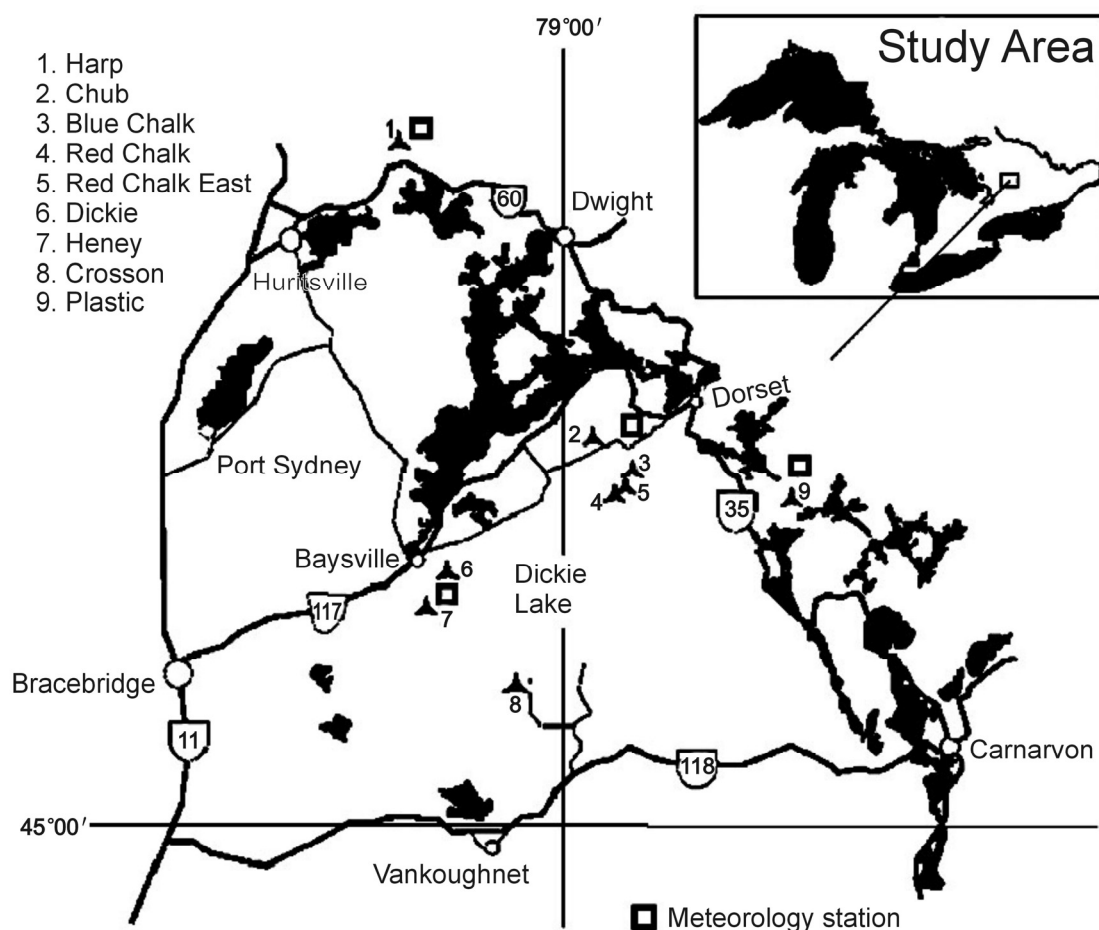 79°00′
Study Area
1. Harp
2. Chub
3. Blue Chalk
4. Red Chalk
5. Red Chalk East
6. Dickie
7. Heney
8. Crosson
9. Plastic
1
60
Dwight
Huritsville
Dorset
2
Port Sydney
3
4
5
9
35
Baysville
6
Dickie
Lake
117
7
Bracebridge
8
11
Carnarvon
118
45°00′
Vankoughnet
Meteorology station